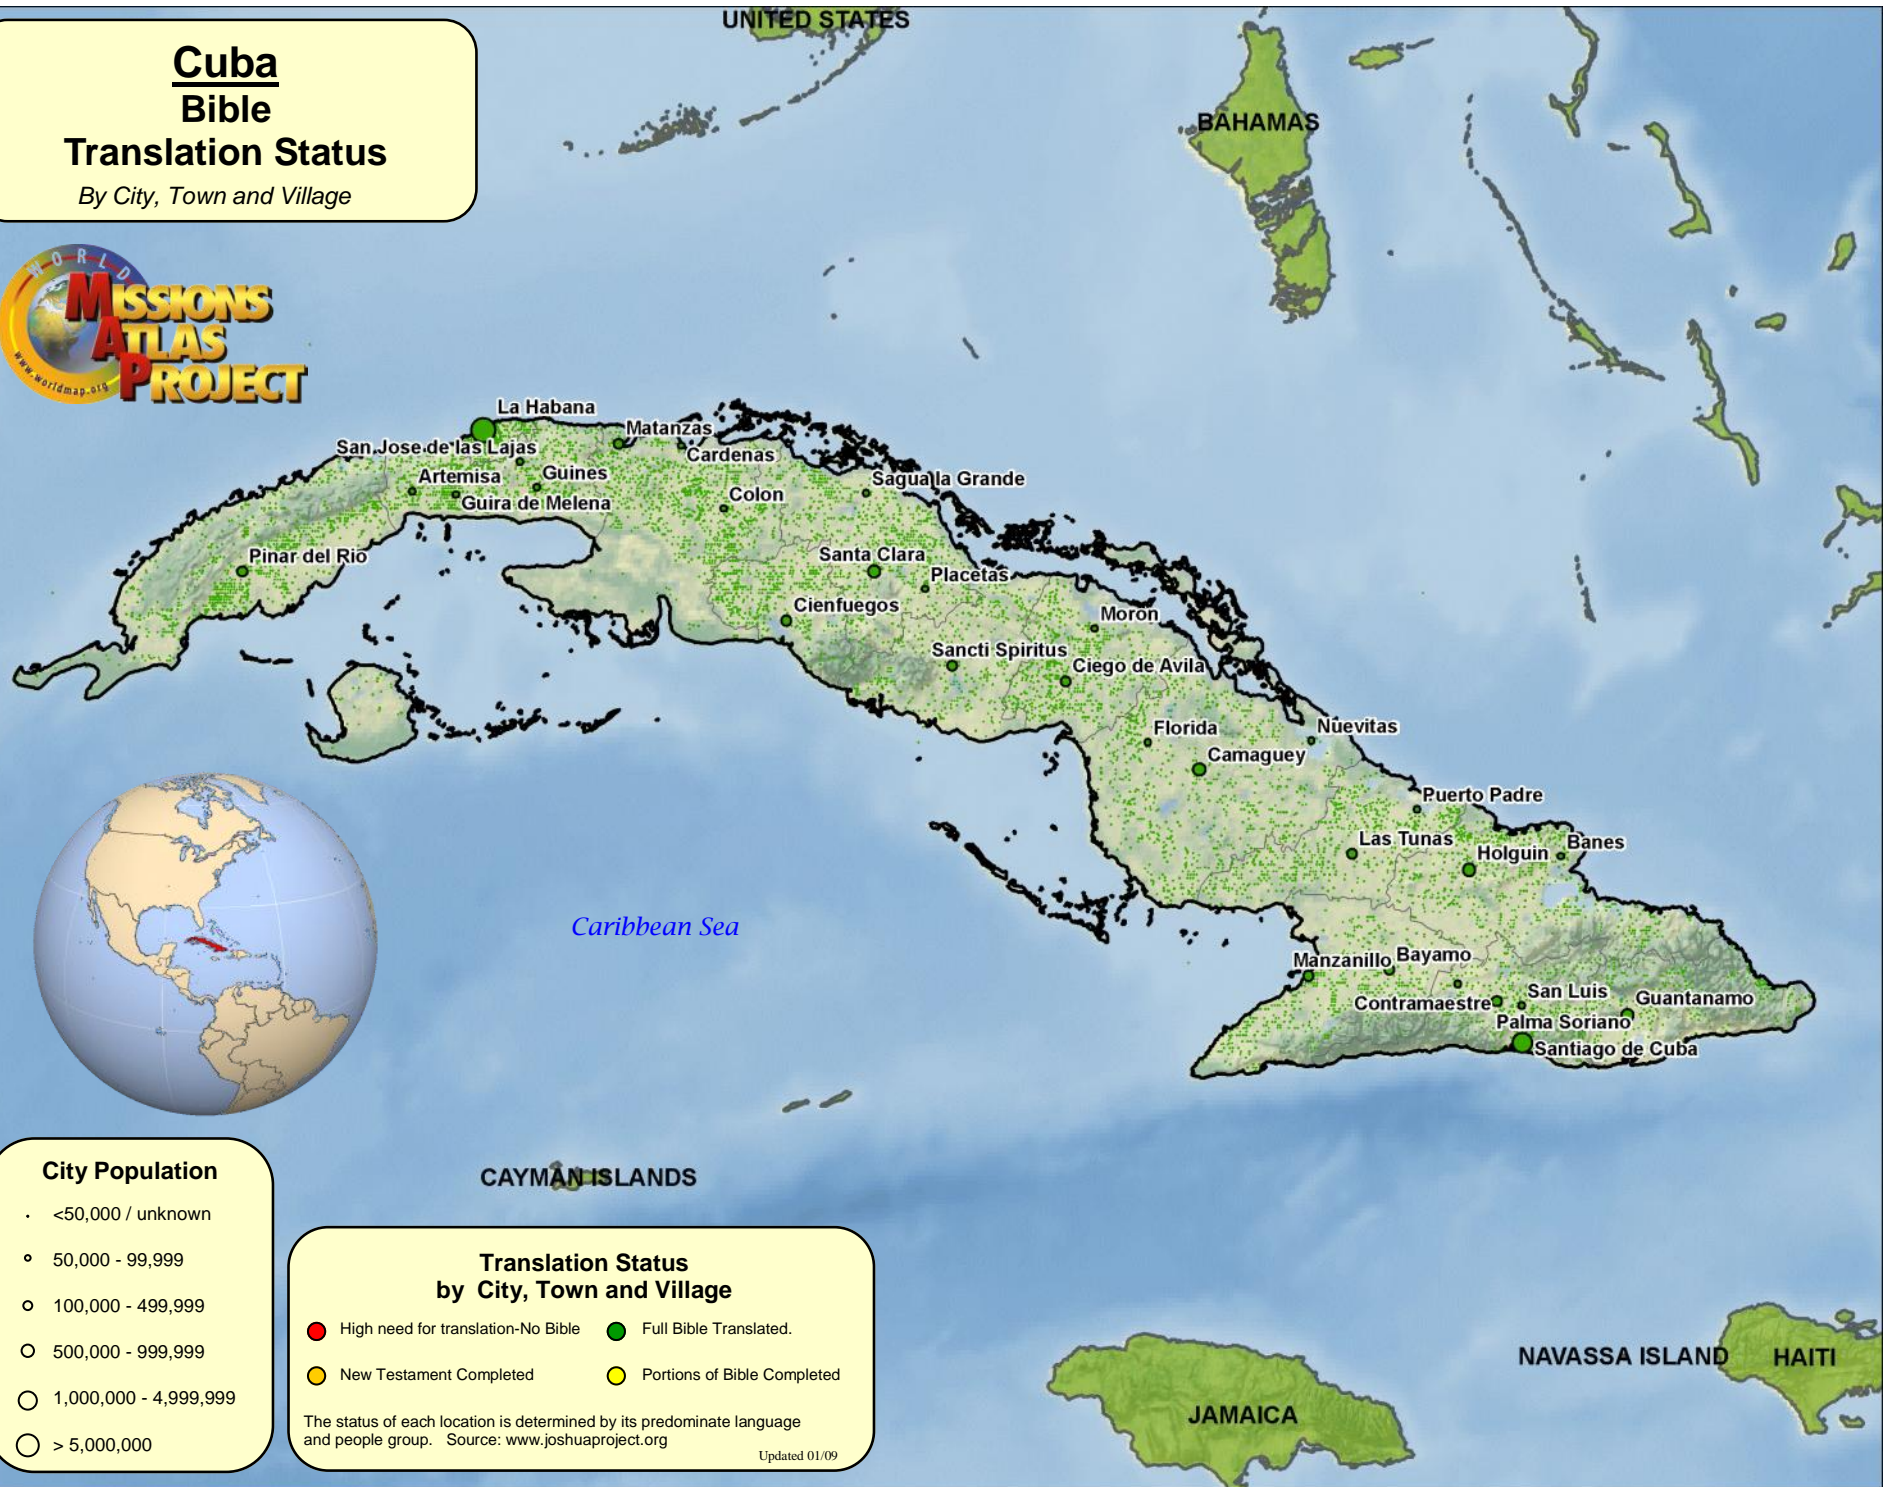 Cuba
Bible
Translation Status
By City, Town and Village
WORLD
MISSIONS
ATLAS
PROJECT
www.worldmap.org
UNITED STATES
BAHAMAS
La Habana
Matanzas
San Jose de las Lajas
Cardenas
Artemisa
Guines
Sagua la Grande
Colon
Guira de Melena
Pinar del Rio
Santa Clara
Placetas
Cienfuegos
Moron
Sancti Spiritus
Ciego de Avila
Florida
Nuevitas
Camaguey
Puerto Padre
Las Tunas
Banes
Holguin
Caribbean Sea
Manzanillo
Bayamo
Contramaestre
San Luis
Guantanamo
Palma Soriano
Santiago de Cuba
CAYMAN ISLANDS
NAVASSA ISLAND
HAITI
JAMAICA
City Population
<50,000 / unknown
50,000 - 99,999
100,000 - 499,999
500,000 - 999,999
1,000,000 - 4,999,999
> 5,000,000
Translation Status
by City, Town and Village
High need for translation-No Bible
Full Bible Translated.
New Testament Completed
Portions of Bible Completed
The status of each location is determined by its predominate language
and people group. Source: www.joshuaproject.org
Updated 01/09